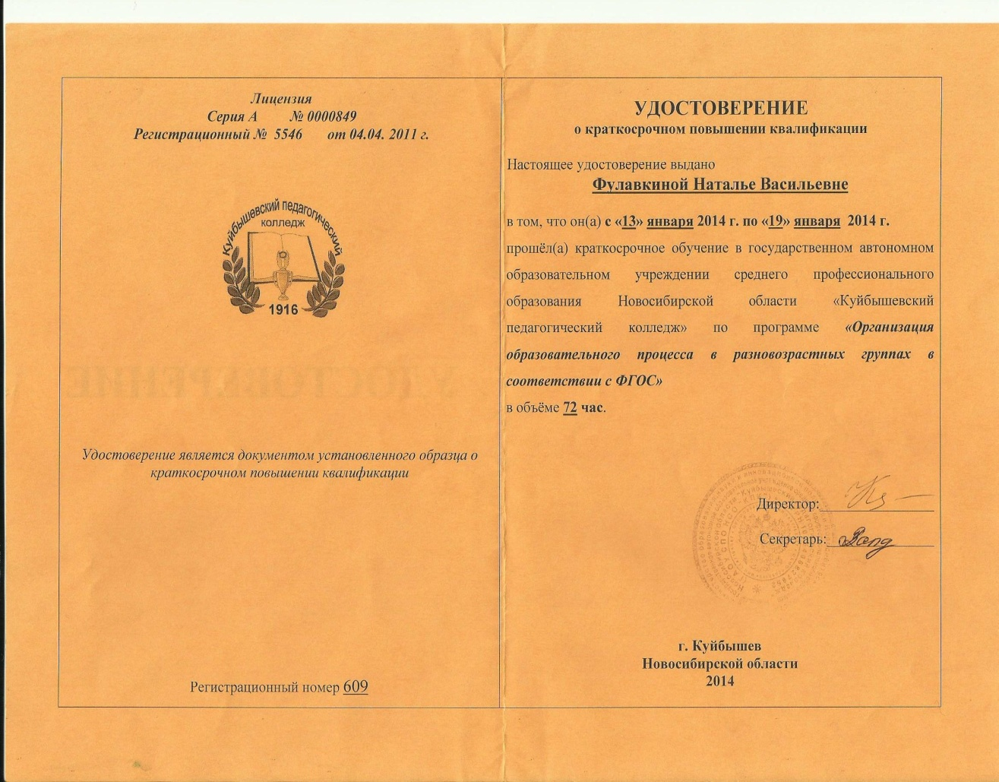 Лицензия
Серия А № 0000849
Регистрационный № 5546 от 04.04. 2011 г.
Куйбышевский педагогический
колледж
1916
Удостоверение является документом установленного образца о
краткосрочном повышении квалификации
Регистрационный номер 609
УДОСТОВЕРЕНИЕ
о краткосрочном повышении квалификации
Настоящее удостоверение выдано
Фулавкиной Наталье Васильевне
в том, что он(а) с «13» января 2014 г. по «19» января 2014 г.
прошёл(а) краткосрочное обучение в государственном автономном
образовательном учреждении среднего профессионального
образования Новосибирской области «Куйбышевский
педагогический колледж» по программе «Организация
образовательного процесса в разновозрастных группах в
соответствии с ФГОС»
в объёме 72 час.
Директор:
Секретарь:
г. Куйбышев
Новосибирской области
2014